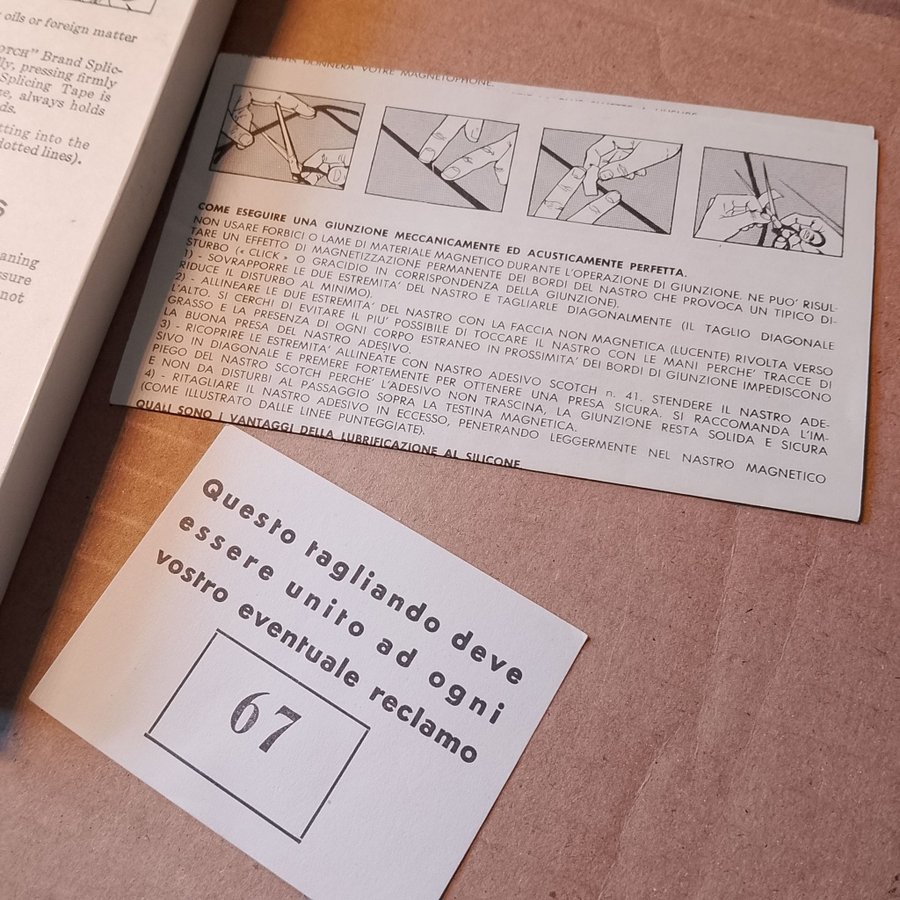 oils or foreign matter
OTCH" Brand Splic-
ly, pressing firmly
Splicing Tape is
e, always holds
ds.
tting into the
dotted lines).
S
aning
sure
not
DONNERA VOTRE MAGNETOPHONE.
COME ESEGUIRE UNA GIUNZIONE MECCANICAMENTE ED ACUSTICAMENTE PERFETTA.
NON USARE FORBICI O LAME DI MATERIALE MAGNETICO DURANTE L'OPERAZIONE DI GIUNZIONE. NE PUO' RISUL-
TARE UN EFFETTO DI MAGNETIZZAZIONE PERMANENTE DEI BORDI DEL NASTRO CHE PROVOCA UN TIPICO DI-
STURBO (« CLICK » O GRACIDIO IN CORRISPONDENZA DELLA GIUNZIONE).
1) - SOVRAPPORRE LE DUE ESTREMITA' DEL NASTRO E TAGLIARLE DIAGONALMENTE (IL TAGLIO DIAGONALE
RIDUCE IL DISTURBO AL MINIMO).
2) - ALLINEARE LE DUE ESTREMITA' DEL NASTRO CON LA FACCIA NON MAGNETICA (LUCENTE) RIVOLTA VERSO
L'ALTO. SI CERCHI DI EVITARE IL PIU' POSSIBILE DI TOCCARE IL NASTRO CON LE MANI PERCHE' TRACCE DI
GRASSO E LA PRESENZA DI OGNI CORPO ESTRANEO IN PROSSIMITA' DEI BORDI DI GIUNZIONE IMPEDISCONO
LA BUONA PRESA DEL NASTRO ADESIVO.
3) - RICOPRIRE LE ESTREMITA' ALLINEATE CON NASTRO ADESIVO SCOTCH n. 41. STENDERE IL NASTRO ADE-
SIVO IN DIAGONALE E PREMERE FORTEMENTE PER OTTENERE UNA PRESA SICURA. SI RACCOMANDA L'IM-
PIEGO DEL NASTRO SCOTCH PERCHE' L'ADESIVO NON TRASCINA, LA GIUNZIONE RESTA SOLIDA E SICURA
E NON DA DISTURBI AL PASSAGGIO SOPRA LA TESTINA MAGNETICA.
4) - RITAGLIARE IL NASTRO ADESIVO IN ECCESSO, PENETRANDO LEGGERMENTE NEL NASTRO MAGNETICO
(COME ILLUSTRATO DALLE LINEE PUNTEGGIATE).
QUALI SONO I VANTAGGI DELLA LUBRIFICAZIONE AL SILICONE
Questo tagliando deve
essere unito ad ogni
vostro eventuale reclamo
67